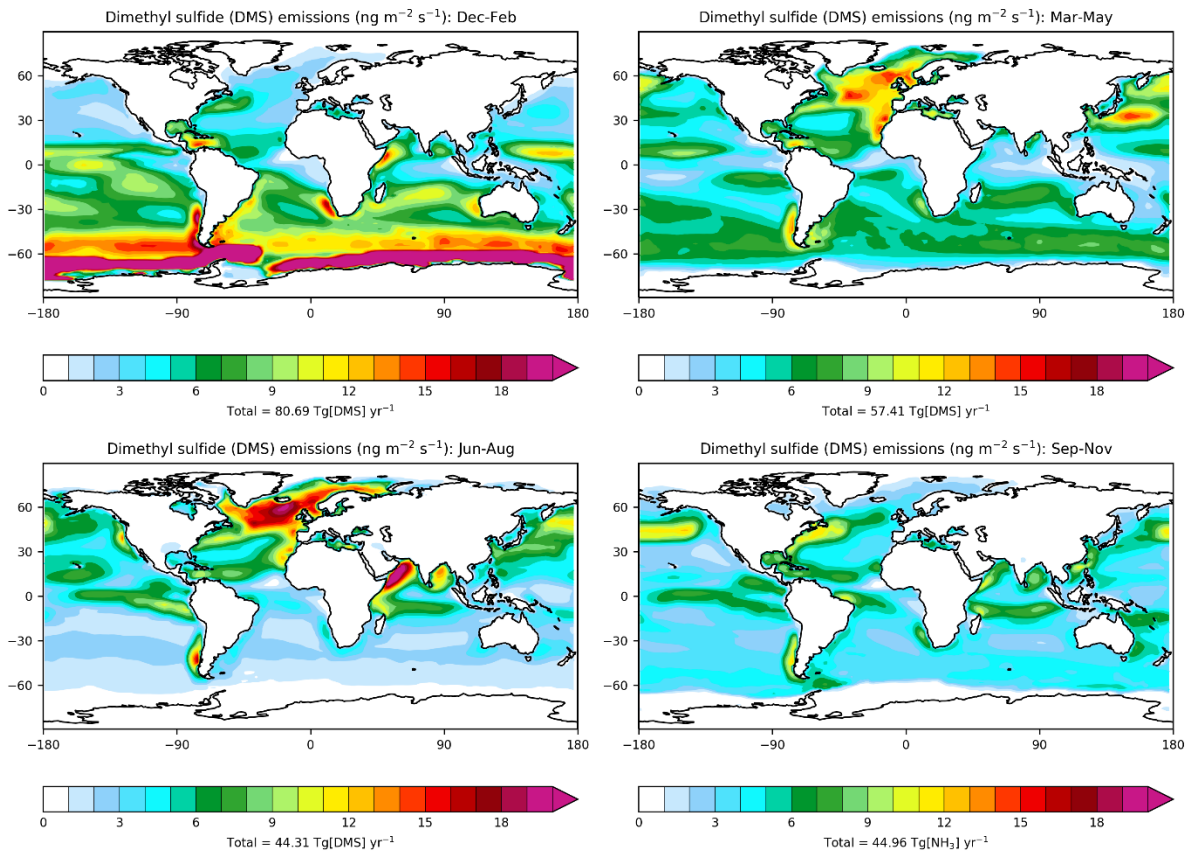 Dimethyl sulfide (DMS) emissions (ng m⁻² s⁻¹): Dec-Feb
60
30
0
−30
−60
−180 −90 0 90 180
0 3 6 9 12 15 18
Total = 80.69 Tg[DMS] yr⁻¹
Dimethyl sulfide (DMS) emissions (ng m⁻² s⁻¹): Mar-May
60
30
0
−30
−60
−180 −90 0 90 180
0 3 6 9 12 15 18
Total = 57.41 Tg[DMS] yr⁻¹
Dimethyl sulfide (DMS) emissions (ng m⁻² s⁻¹): Jun-Aug
60
30
0
−30
−60
−180 −90 0 90 180
0 3 6 9 12 15 18
Total = 44.31 Tg[DMS] yr⁻¹
Dimethyl sulfide (DMS) emissions (ng m⁻² s⁻¹): Sep-Nov
60
30
0
−30
−60
−180 −90 0 90 180
0 3 6 9 12 15 18
Total = 44.96 Tg[NH₃] yr⁻¹